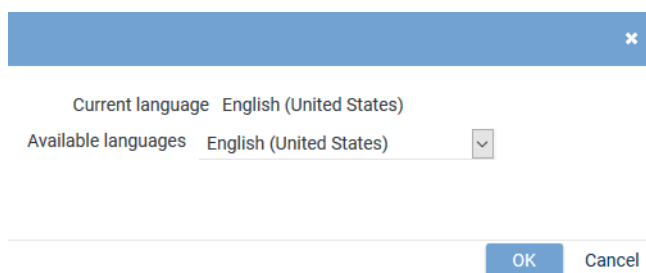 Current language English (United States)
Available languages English (United States)
OK Cancel